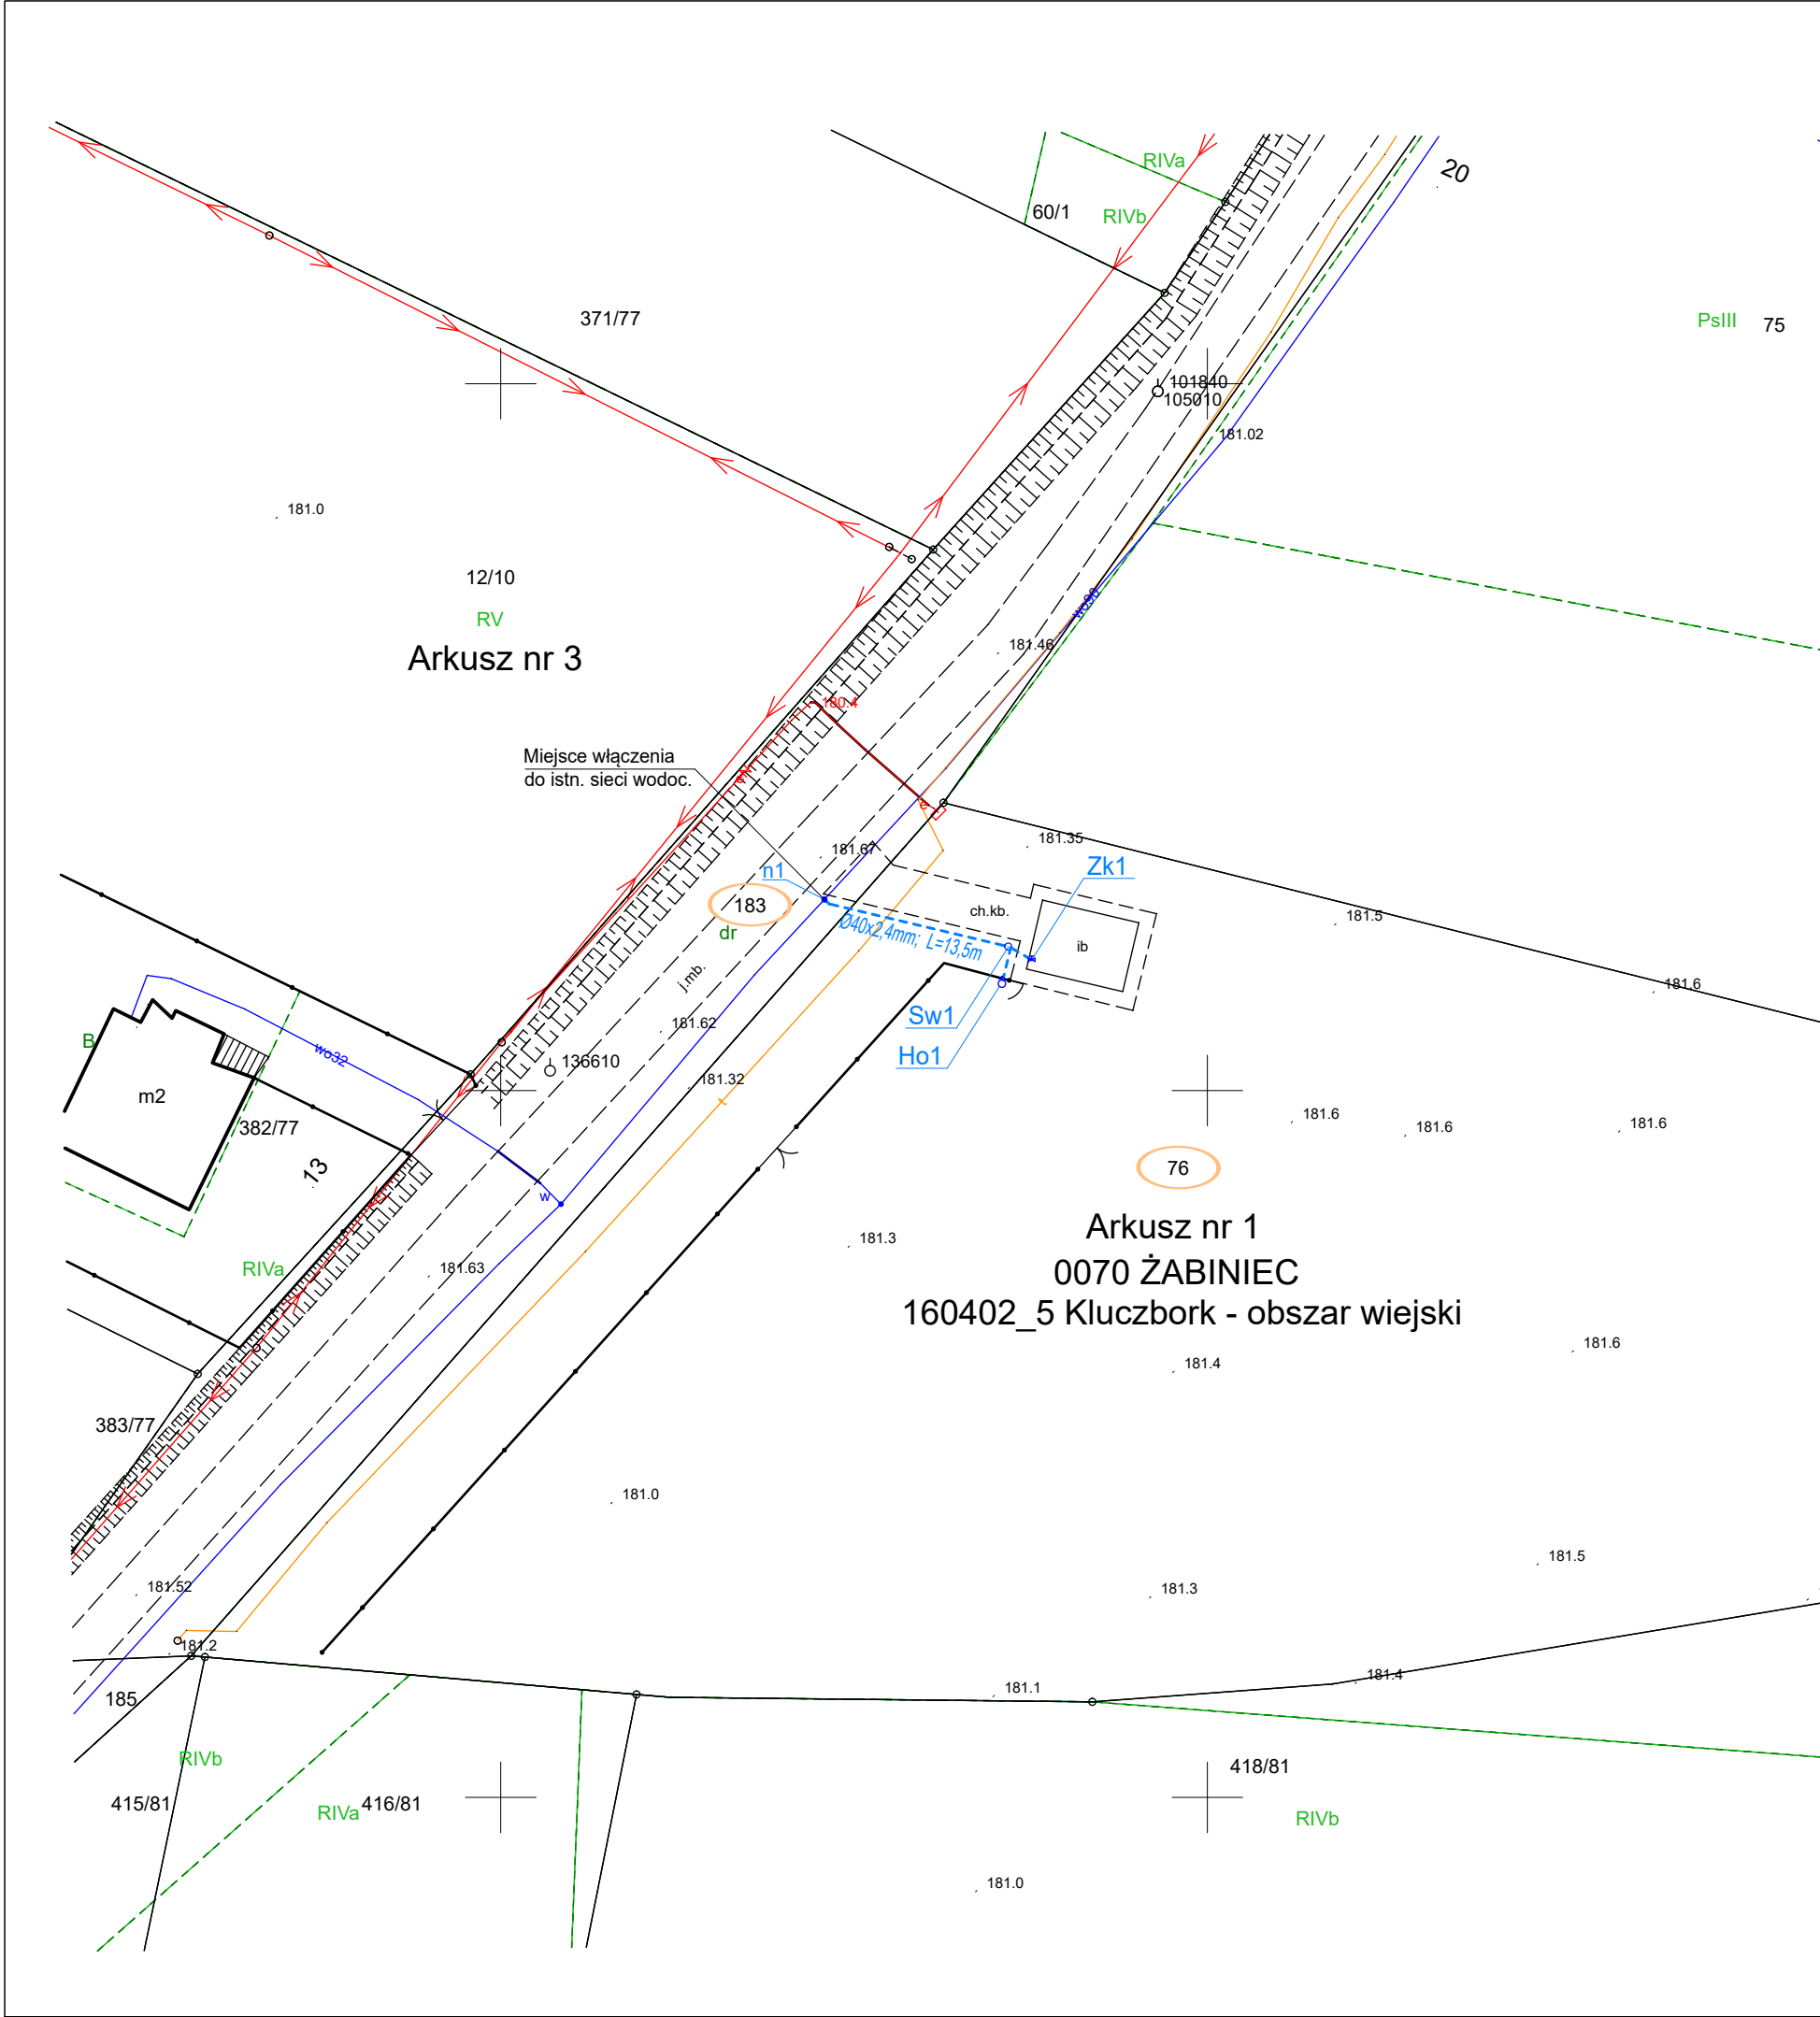 RIVa
20
60/1
RIVb
371/77
PsIII 75
101840
105010
181.02
181.0
12/10
RV
Arkusz nr 3
wo90
181.46
180.4
Miejsce włączenia
do istn. sieci wodoc.
eN
e
181.35
181.67
n1
Zk1
183
ch.kb.
181.5
dr
Ø40x2,4mm; L=13,5m
ib
j.mb.
181.6
Sw1
181.62
B
wo32
Ho1
136610
181.32
m2
t
382/77
181.6
181.6
181.6
13
76
w
Arkusz nr 1
181.3
RIVa
181.63
0070 ŻABINIEC
160402_5 Kluczbork - obszar wiejski
181.6
181.4
383/77
181.0
181.5
181.52
181.3
181.2
181.4
185
181.1
RIVb
418/81
415/81
RIVa 416/81
RIVb
181.0